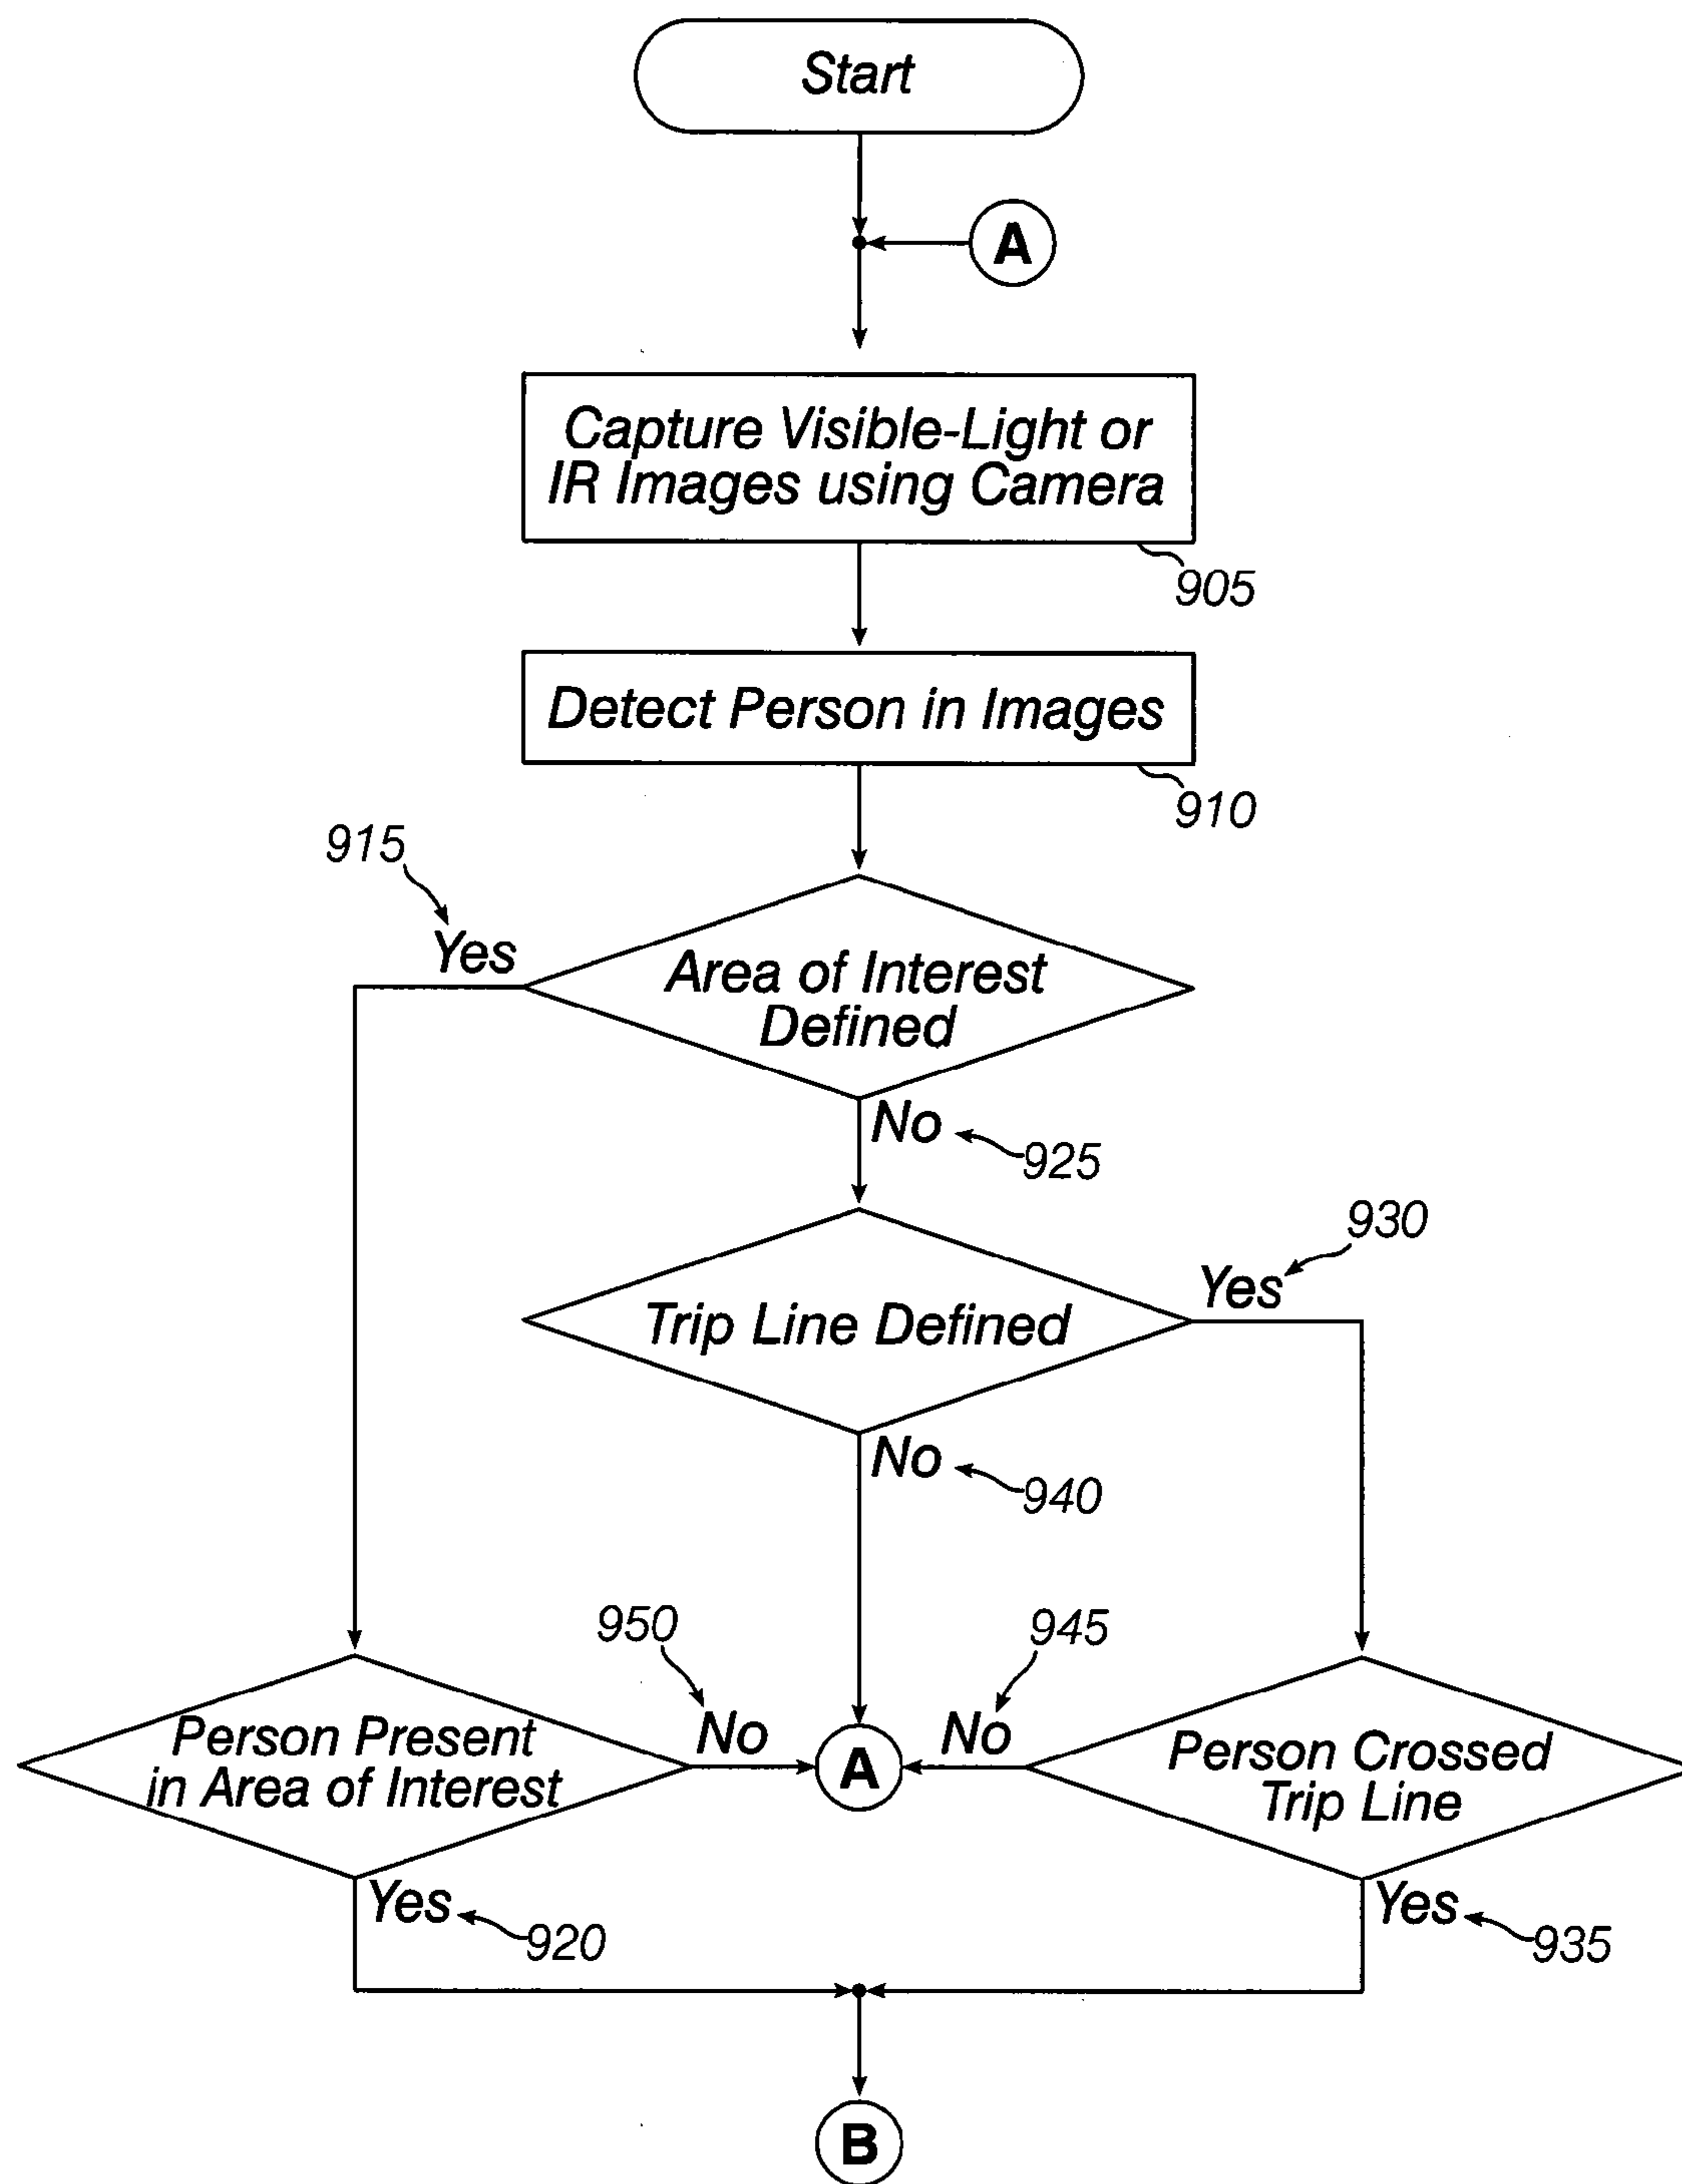 Start
A
Capture Visible-Light or
IR Images using Camera
905
Detect Person in Images
910
915
Yes
Area of Interest
Defined
No
925
930
Yes
Trip Line Defined
No
940
950
945
No
No
Person Present
in Area of Interest
A
Person Crossed
Trip Line
Yes
920
Yes
935
B